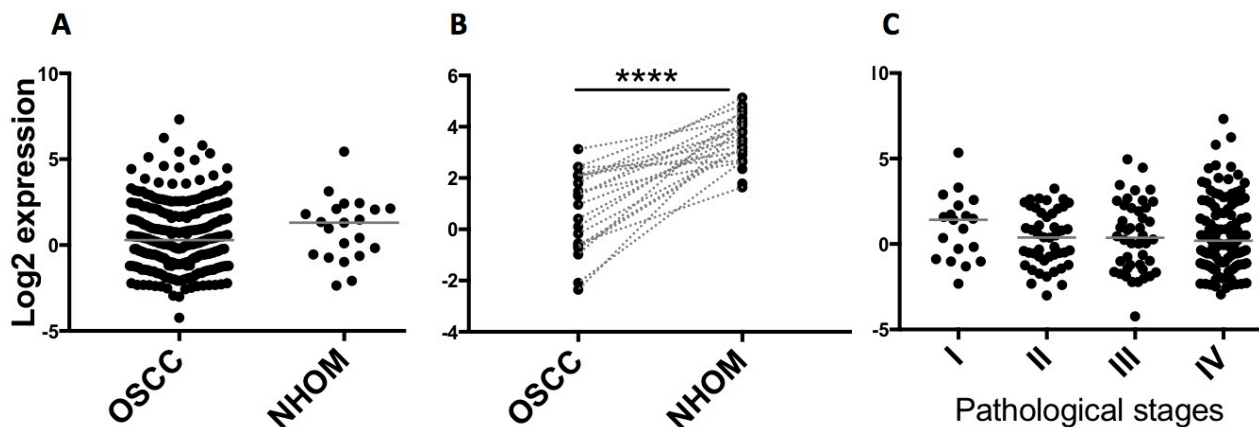 A
B
C
Log2 expression
10
5
0
-5
OSCC
NHOM
****
6
4
2
0
-2
-4
OSCC
NHOM
10
5
0
-5
I
II
III
IV
Pathological stages